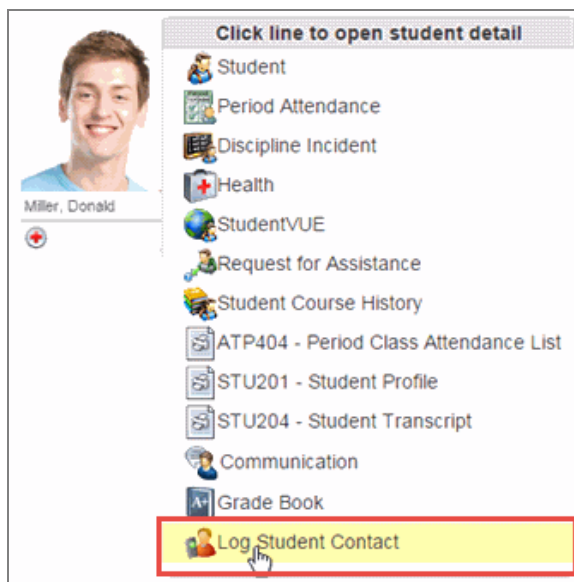 Click line to open student detail
Student
Period Attendance
Discipline Incident
Health
Miller, Donald
StudentVUE
Request for Assistance
Student Course History
ATP404 - Period Class Attendance List
STU201 - Student Profile
STU204 - Student Transcript
Communication
A+ Grade Book
Log Student Contact